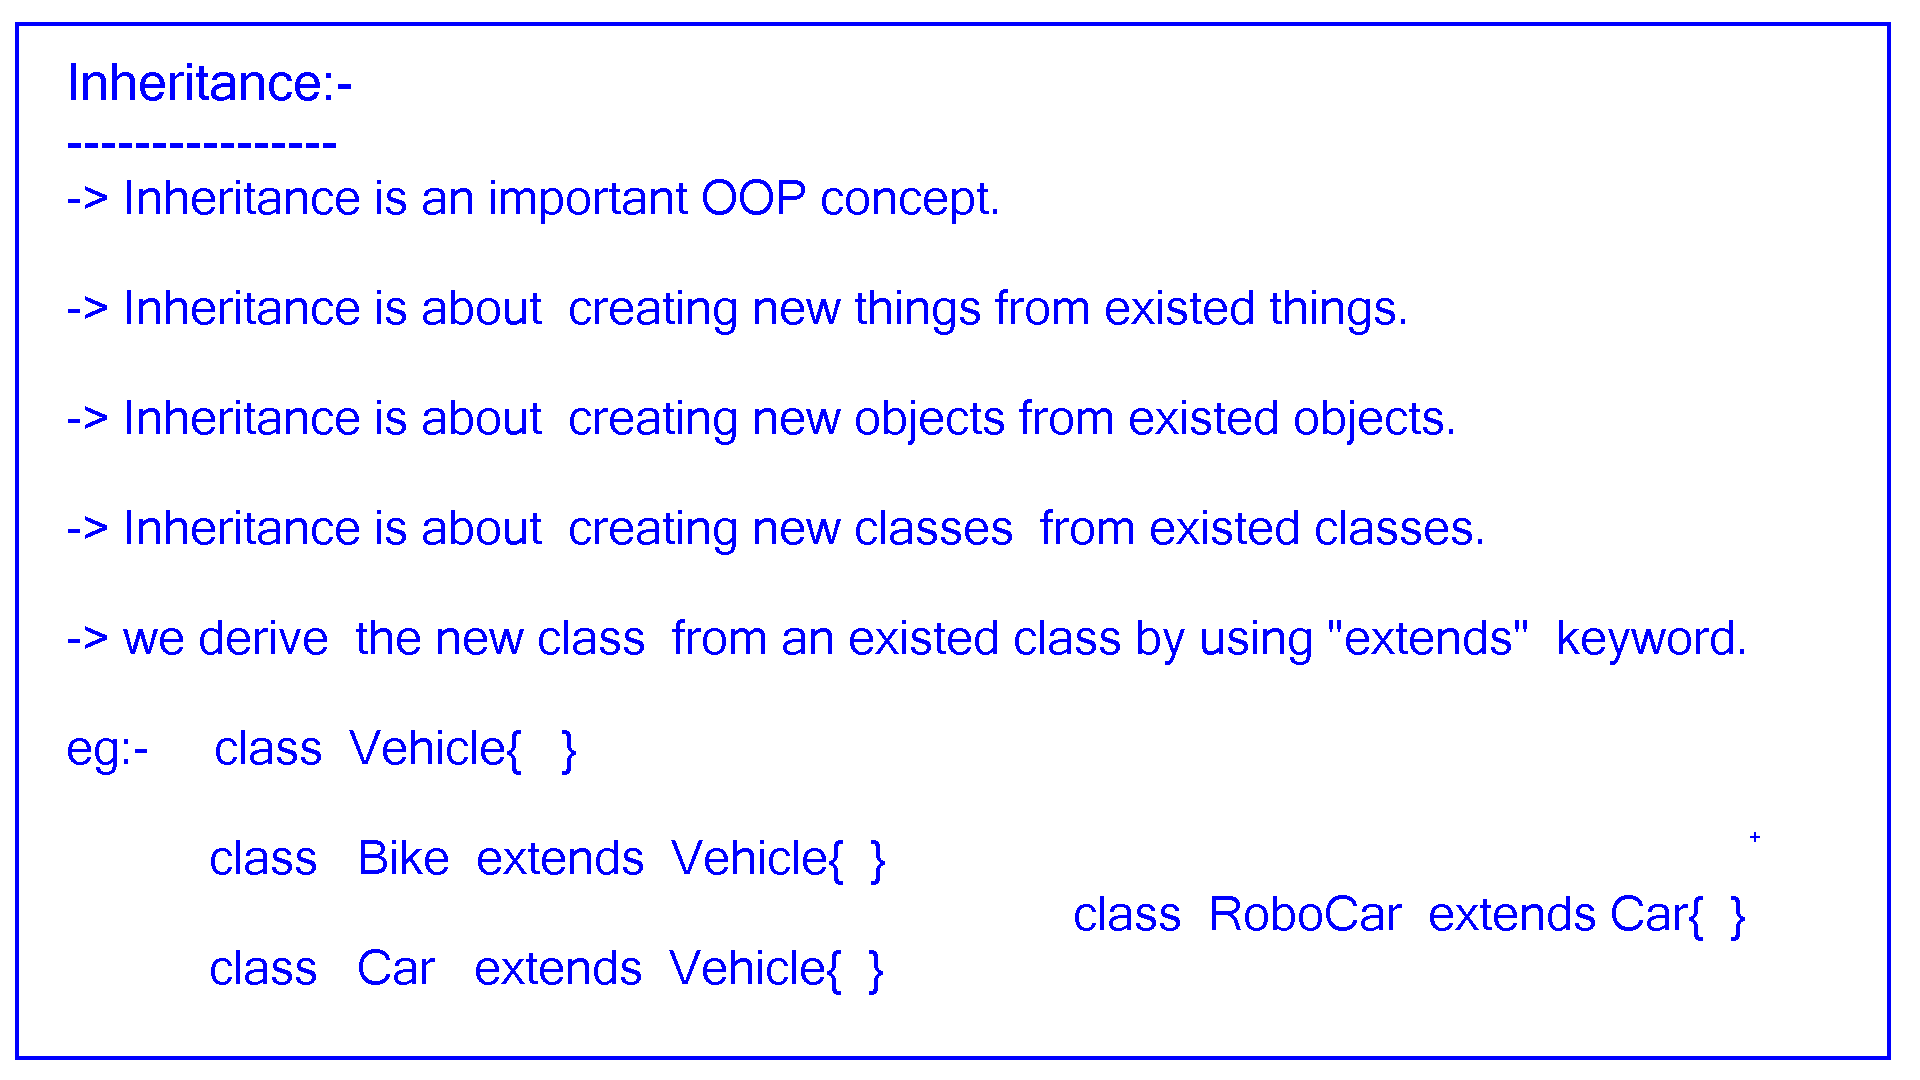 Inheritance:-
----------------
-> Inheritance is an important OOP concept.
-> Inheritance is about  creating new things from existed things.
-> Inheritance is about  creating new objects from existed objects.
-> Inheritance is about  creating new classes  from existed classes.
-> we derive  the new class  from an existed class by using "extends"  keyword.
eg:-     class  Vehicle{   }
class   Bike  extends  Vehicle{  }
class  RoboCar  extends Car{  }
class   Car   extends  Vehicle{  }